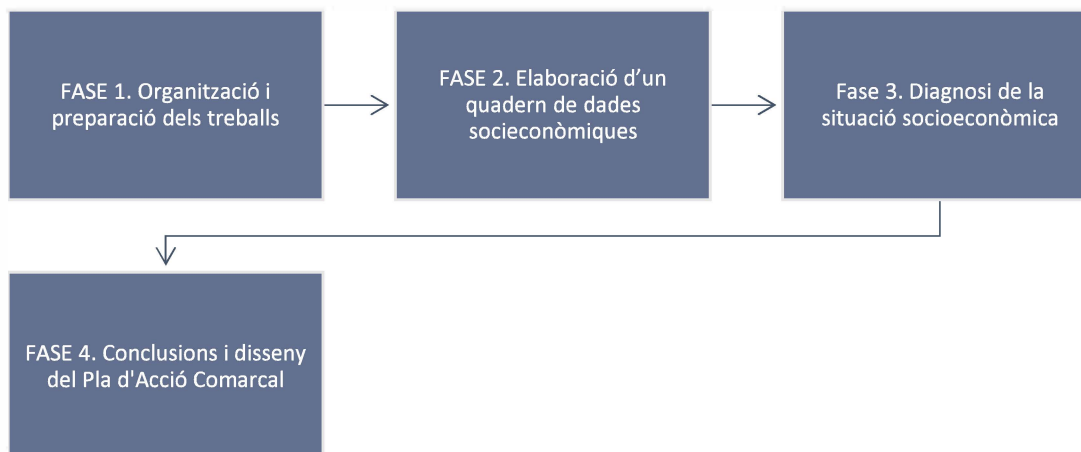 FASE 1. Organització i
preparació dels treballs
FASE 2. Elaboració d’un
quadern de dades
socieconòmiques
Fase 3. Diagnosi de la
situació socioeconòmica
FASE 4. Conclusions i disseny
del Pla d'Acció Comarcal